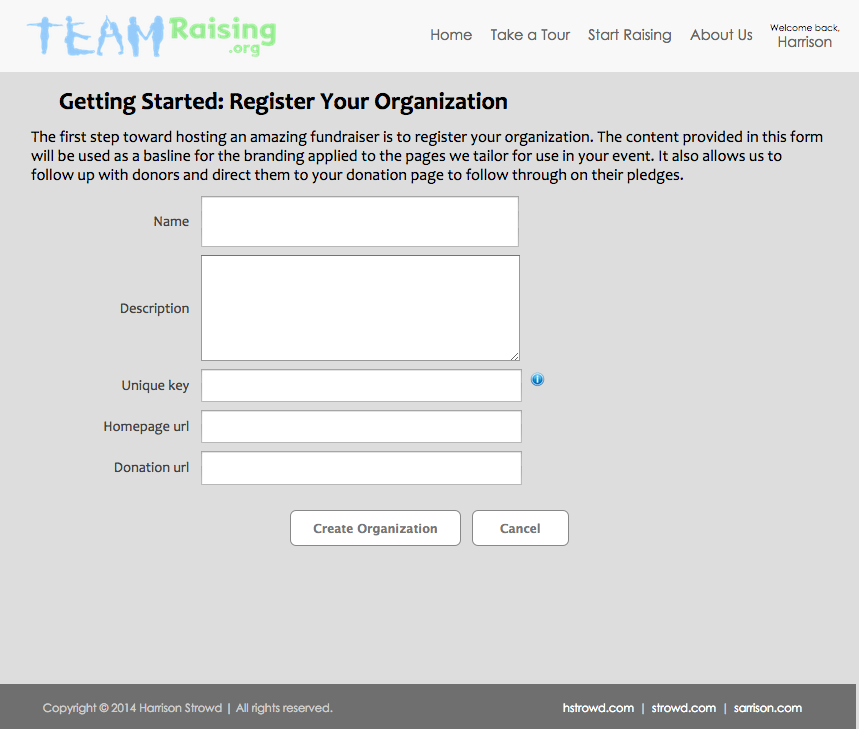 TEAM Raising .org
Home Take a Tour Start Raising About Us
Welcome back,
Harrison
Getting Started: Register Your Organization
The first step toward hosting an amazing fundraiser is to register your organization. The content provided in this form
will be used as a basline for the branding applied to the pages we tailor for use in your event. It also allows us to
follow up with donors and direct them to your donation page to follow through on their pledges.
Name
Description
Unique key
Homepage url
Donation url
Create Organization Cancel
Copyright © 2014 Harrison Strowd | All rights reserved. hstrowd.com | strowd.com | sarrison.com